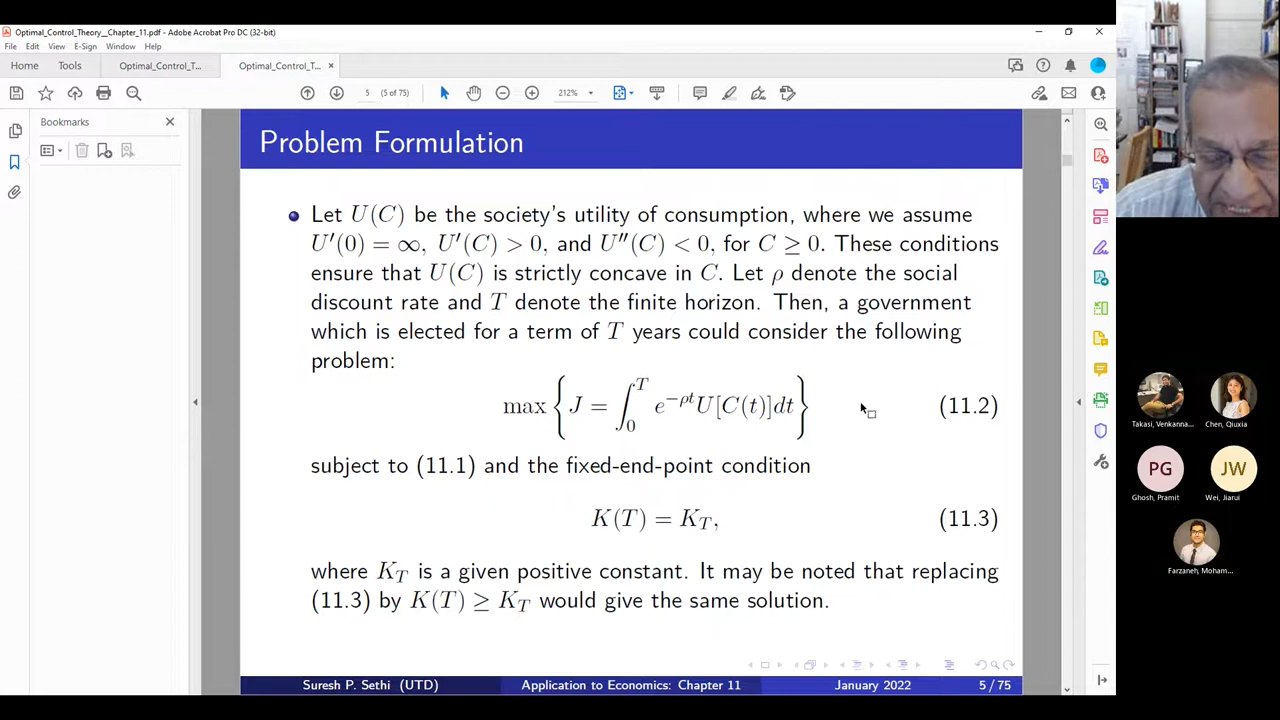 Optimal_Control_Theory__Chapter_11.pdf - Adobe Acrobat Pro DC (32-bit)
File Edit View E-Sign Window Help
Home Tools Optimal_Control_T... Optimal_Control_T... ×
5 (5 of 75) 212%
Bookmarks
Problem Formulation
Let U(C) be the society's utility of consumption, where we assume
U′(0) = ∞, U′(C) > 0, and U″(C) < 0, for C ≥ 0. These conditions
ensure that U(C) is strictly concave in C. Let ρ denote the social
discount rate and T denote the finite horizon. Then, a government
which is elected for a term of T years could consider the following
problem:
max { J = ∫₀ᵀ e^{−ρt} U[C(t)]dt } (11.2)
subject to (11.1) and the fixed-end-point condition
K(T) = K_T, (11.3)
where K_T is a given positive constant. It may be noted that replacing
(11.3) by K(T) ≥ K_T would give the same solution.
Suresh P. Sethi (UTD) Application to Economics: Chapter 11 January 2022 5 / 75
Takasi, Venkanna... Chen, Qiuxia
PG JW
Ghosh, Pramit Wei, Jiarui
Farzaneh, Moham...